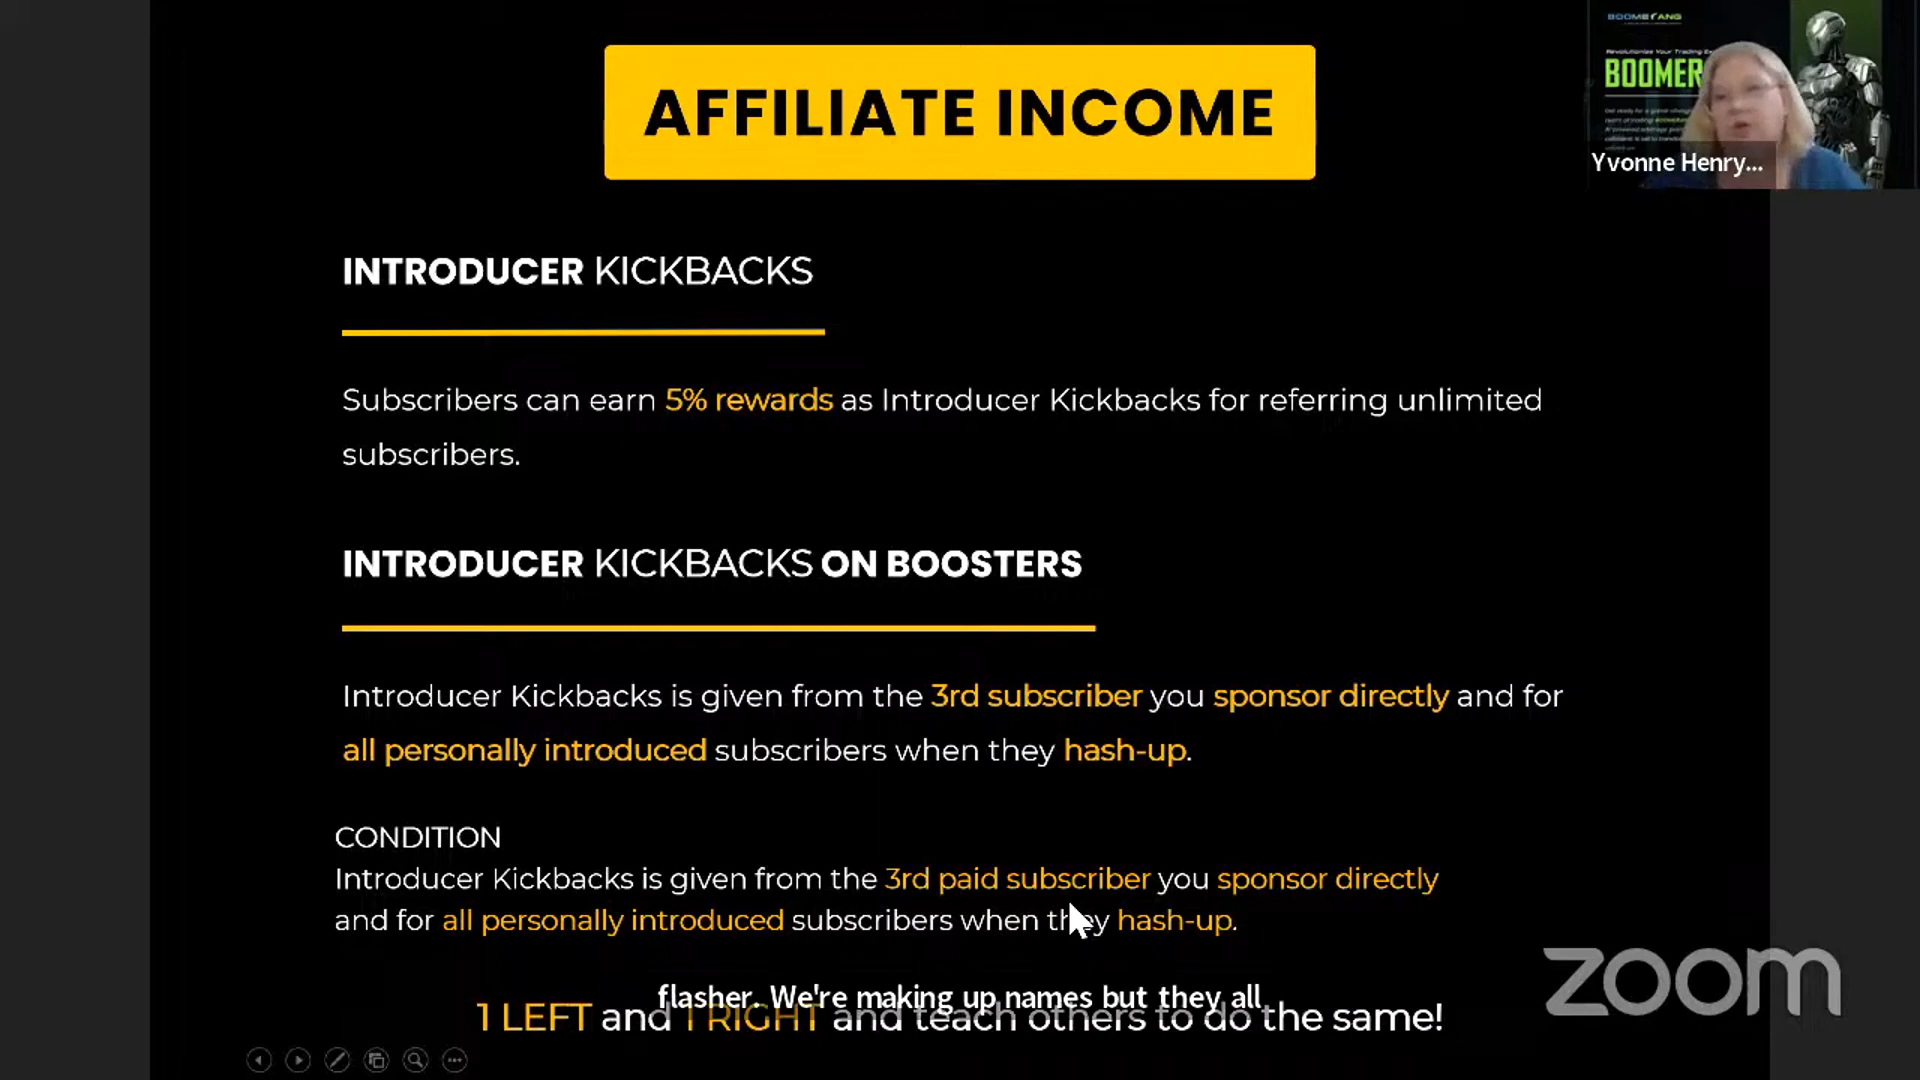 AFFILIATE INCOME
BOOMERANG
Revolutionize Your Trading
BOOMER
Yvonne Henry...
INTRODUCER KICKBACKS
Subscribers can earn 5% rewards as Introducer Kickbacks for referring unlimited
subscribers.
INTRODUCER KICKBACKS ON BOOSTERS
Introducer Kickbacks is given from the 3rd subscriber you sponsor directly and for
all personally introduced subscribers when they hash-up.
CONDITION
Introducer Kickbacks is given from the 3rd paid subscriber you sponsor directly
and for all personally introduced subscribers when they hash-up.
flasher. We're making up names but they all
1 LEFT and 1 RIGHT and teach others to do the same!
zoom